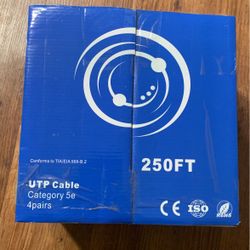 Conforms to TIA/EIA 568-B.2
250FT
UTP Cable
Category 5e
4pairs
CE ISO